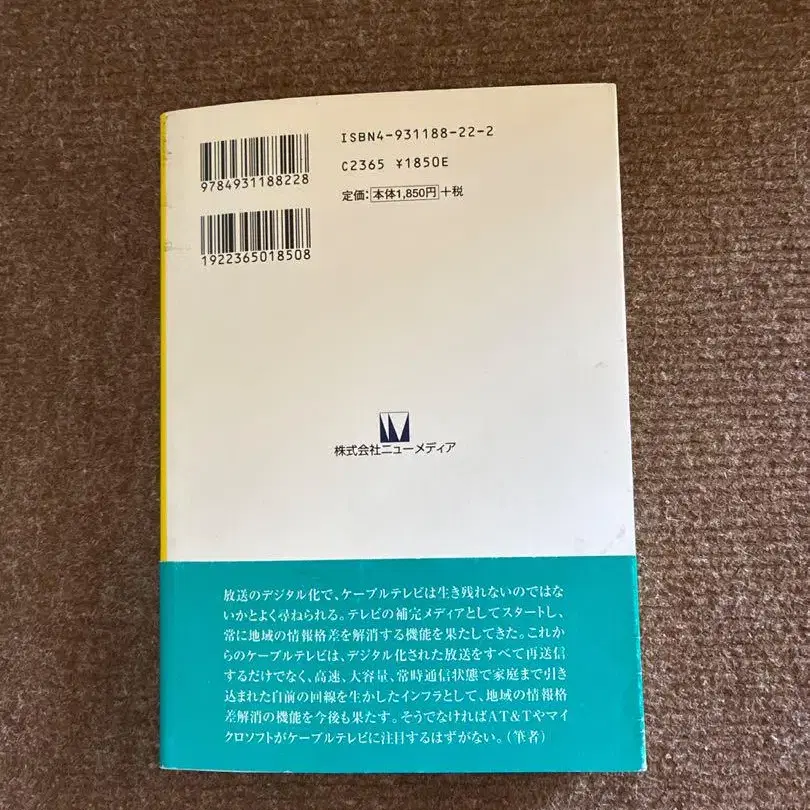 ISBN4-931188-22-2
C2365 ¥1850E
定価：本体1,850円＋税
9784931188228
1922365018508
株式会社ニューメディア
放送のデジタル化で、ケーブルテレビは生き残れないのではな
いかとよく尋ねられる。テレビの補完メディアとしてスタートし、
常に地域の情報格差を解消する機能を果たしてきた。これか
らのケーブルテレビは、デジタル化された放送をすべて再送信
するだけでなく、高速、大容量、常時通信状態で家庭まで引き
込まれた自前の回線を生かしたインフラとして、地域の情報格
差解消の機能を今後も果たす。そうでなければAT&Tやマイ
クロソフトがケーブルテレビに注目するはずがない。（筆者）